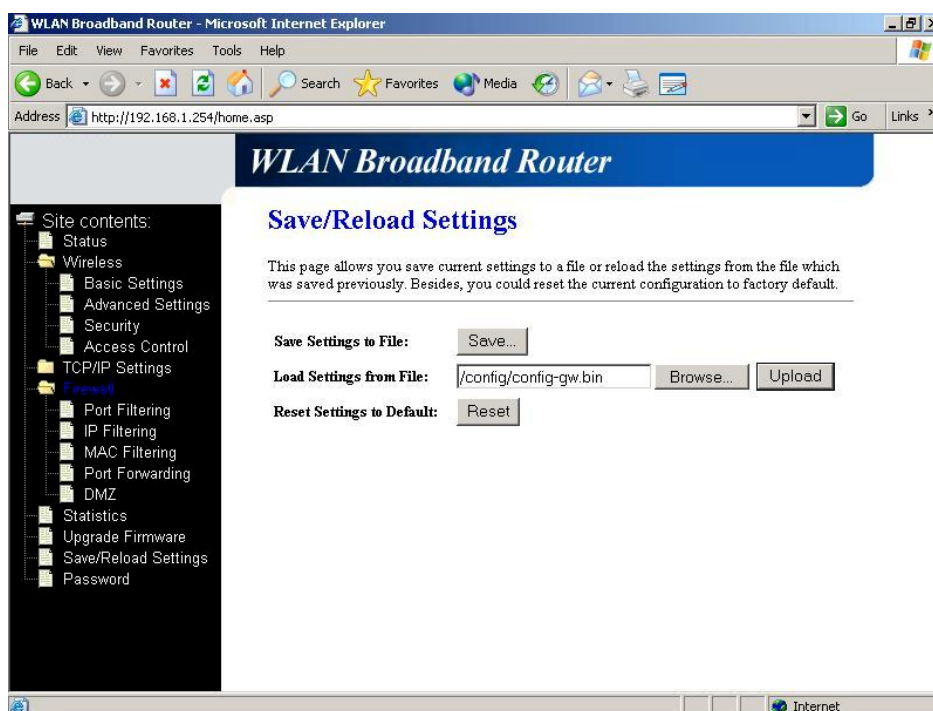 WLAN Broadband Router - Microsoft Internet Explorer
File Edit View Favorites Tools Help
Back Search Favorites Media
Address http://192.168.1.254/home.asp Go Links
WLAN Broadband Router
Site contents:
Status
Wireless
Basic Settings
Advanced Settings
Security
Access Control
TCP/IP Settings
Firewall
Port Filtering
IP Filtering
MAC Filtering
Port Forwarding
DMZ
Statistics
Upgrade Firmware
Save/Reload Settings
Password
Save/Reload Settings
This page allows you save current settings to a file or reload the settings from the file which
was saved previously. Besides, you could reset the current configuration to factory default.
Save Settings to File: Save...
Load Settings from File: /config/config-gw.bin Browse... Upload
Reset Settings to Default: Reset
Internet